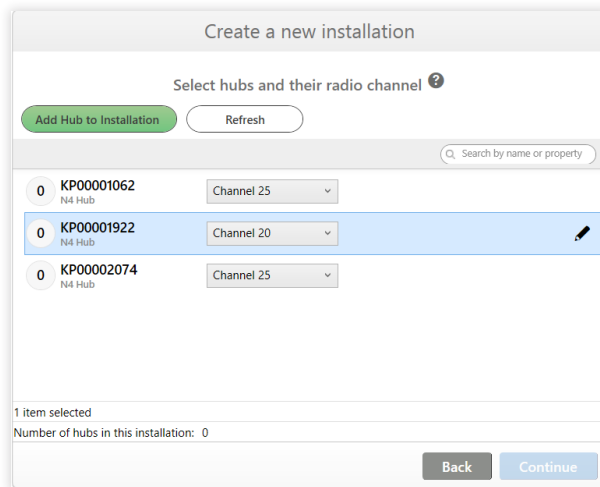 Create a new installation
Select hubs and their radio channel ?
Add Hub to Installation Refresh
Search by name or property
0 KP00001062 Channel 25
N4 Hub
0 KP00001922 Channel 20
N4 Hub
0 KP00002074 Channel 25
N4 Hub
1 item selected
Number of hubs in this installation: 0
Back Continue